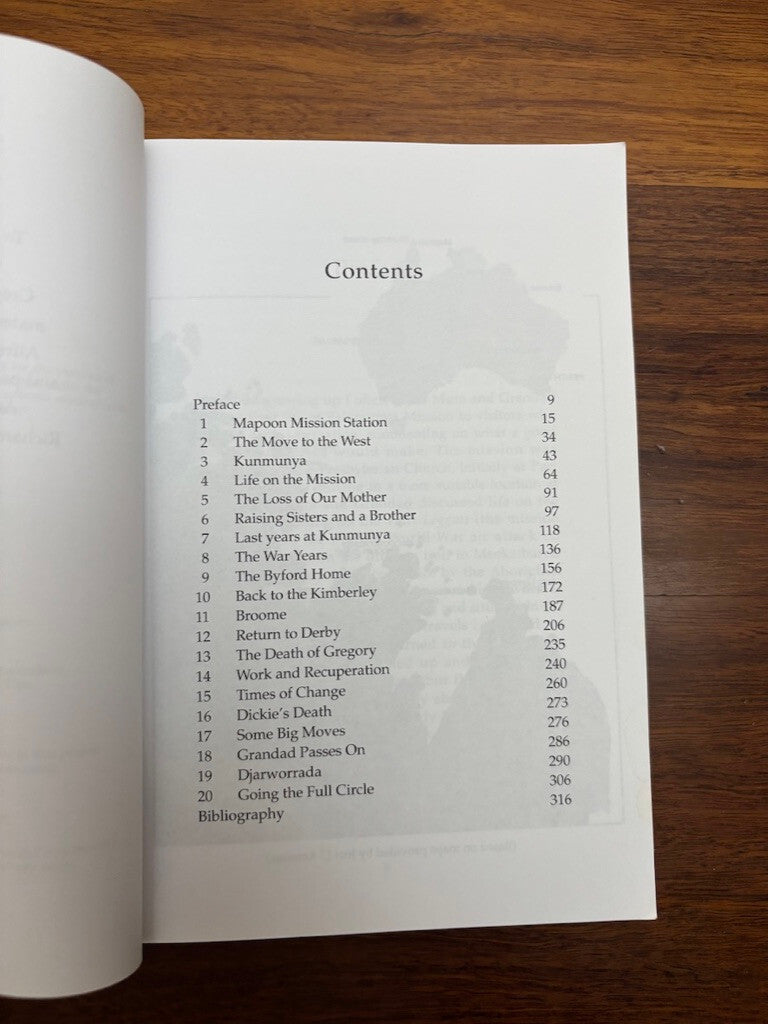 Contents
Preface 9
1 Mapoon Mission Station 15
2 The Move to the West 34
3 Kunmunya 43
4 Life on the Mission 64
5 The Loss of Our Mother 91
6 Raising Sisters and a Brother 97
7 Last years at Kunmunya 118
8 The War Years 136
9 The Byford Home 156
10 Back to the Kimberley 172
11 Broome 187
12 Return to Derby 206
13 The Death of Gregory 235
14 Work and Recuperation 240
15 Times of Change 260
16 Dickie's Death 273
17 Some Big Moves 276
18 Grandad Passes On 286
19 Djarworrada 290
20 Going the Full Circle 306
Bibliography 316